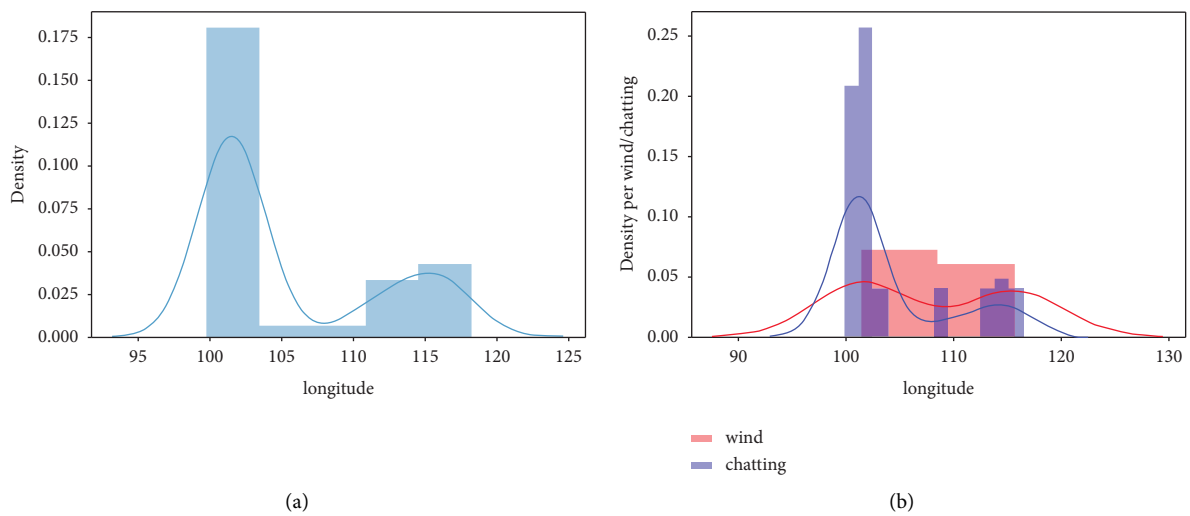 0.175
0.150
0.125
0.100
0.075
0.050
0.025
0.000
Density
95 100 105 110 115 120 125
longitude
(a)
0.25
0.20
0.15
0.10
0.05
0.00
Density per wind/chatting
90 100 110 120 130
longitude
wind
chatting
(b)